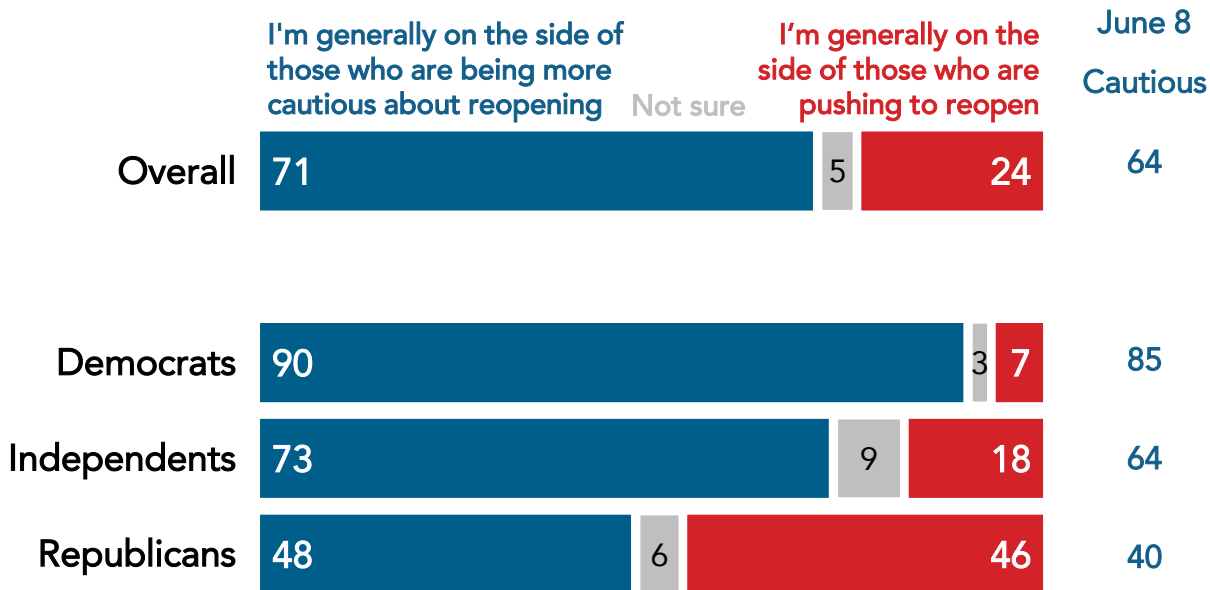 I'm generally on the side of
those who are being more
cautious about reopening
Not sure
I’m generally on the
side of those who are
pushing to reopen
June 8
Cautious
Overall 71 5 24 64
Democrats 90 3 7 85
Independents 73 9 18 64
Republicans 48 6 46 40